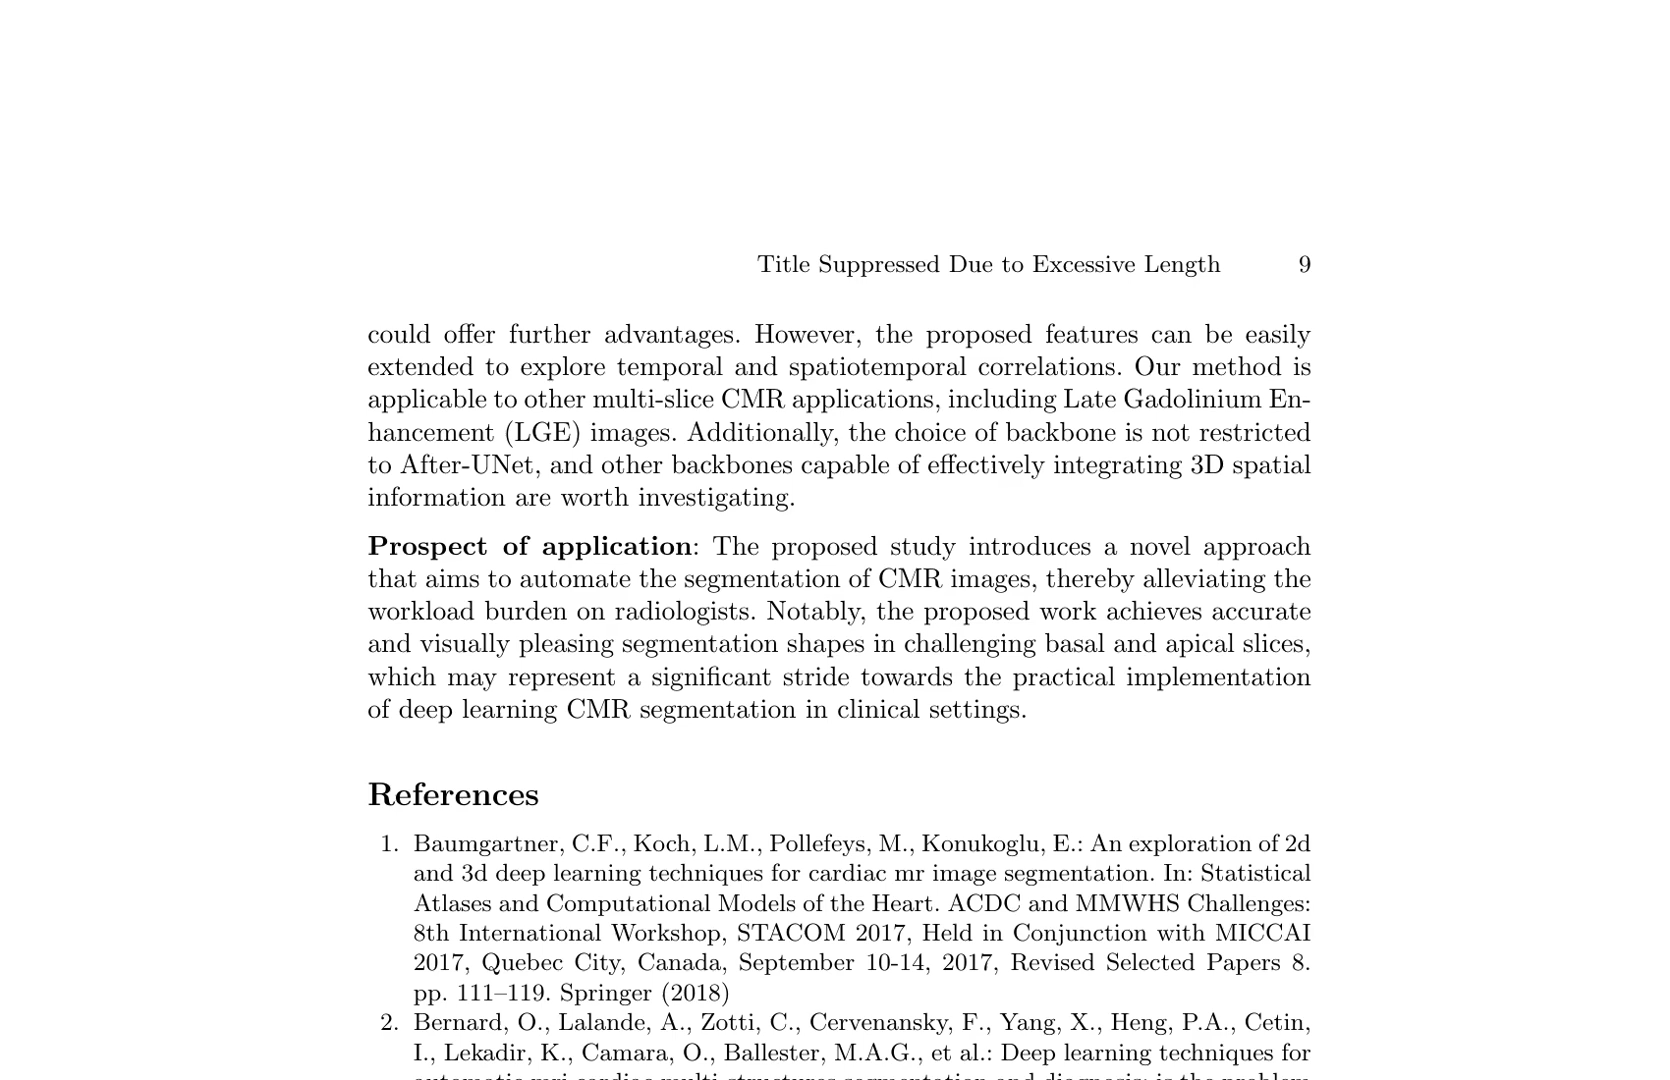 Title Suppressed Due to Excessive Length 9
could offer further advantages. However, the proposed features can be easily
extended to explore temporal and spatiotemporal correlations. Our method is
applicable to other multi-slice CMR applications, including Late Gadolinium En-
hancement (LGE) images. Additionally, the choice of backbone is not restricted
to After-UNet, and other backbones capable of effectively integrating 3D spatial
information are worth investigating.
Prospect of application: The proposed study introduces a novel approach
that aims to automate the segmentation of CMR images, thereby alleviating the
workload burden on radiologists. Notably, the proposed work achieves accurate
and visually pleasing segmentation shapes in challenging basal and apical slices,
which may represent a significant stride towards the practical implementation
of deep learning CMR segmentation in clinical settings.
References
1. Baumgartner, C.F., Koch, L.M., Pollefeys, M., Konukoglu, E.: An exploration of 2d
and 3d deep learning techniques for cardiac mr image segmentation. In: Statistical
Atlases and Computational Models of the Heart. ACDC and MMWHS Challenges:
8th International Workshop, STACOM 2017, Held in Conjunction with MICCAI
2017, Quebec City, Canada, September 10-14, 2017, Revised Selected Papers 8.
pp. 111–119. Springer (2018)
2. Bernard, O., Lalande, A., Zotti, C., Cervenansky, F., Yang, X., Heng, P.A., Cetin,
I., Lekadir, K., Camara, O., Ballester, M.A.G., et al.: Deep learning techniques for